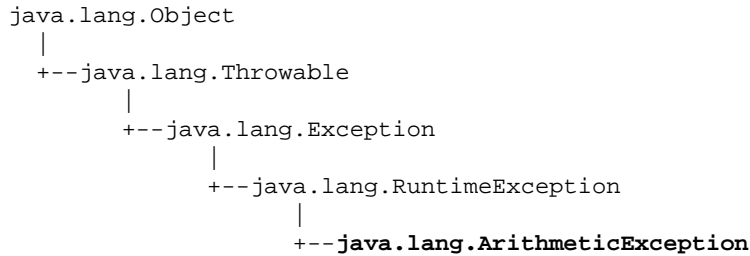 java.lang.Object
|
+--java.lang.Throwable
|
+--java.lang.Exception
|
+--java.lang.RuntimeException
|
+--java.lang.ArithmeticException